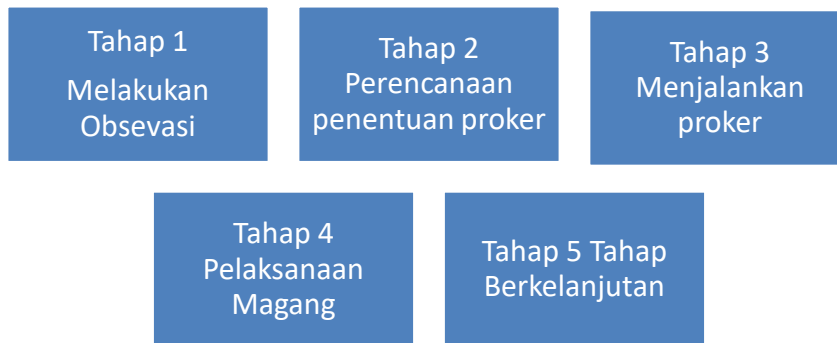 Tahap 1
Melakukan
Obsevasi
Tahap 2
Perencanaan
penentuan proker
Tahap 3
Menjalankan
proker
Tahap 4
Pelaksanaan
Magang
Tahap 5 Tahap
Berkelanjutan